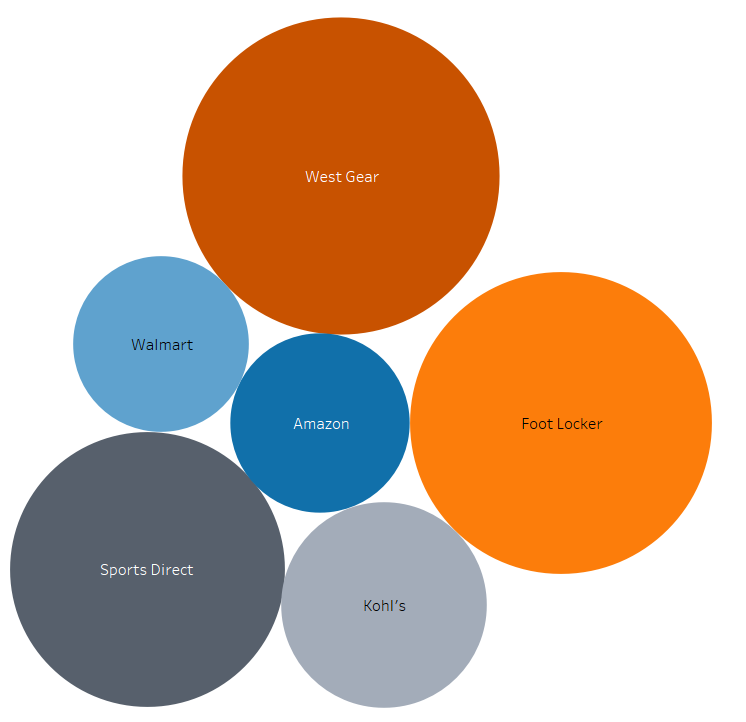 West Gear
Walmart
Amazon
Foot Locker
Sports Direct
Kohl’s